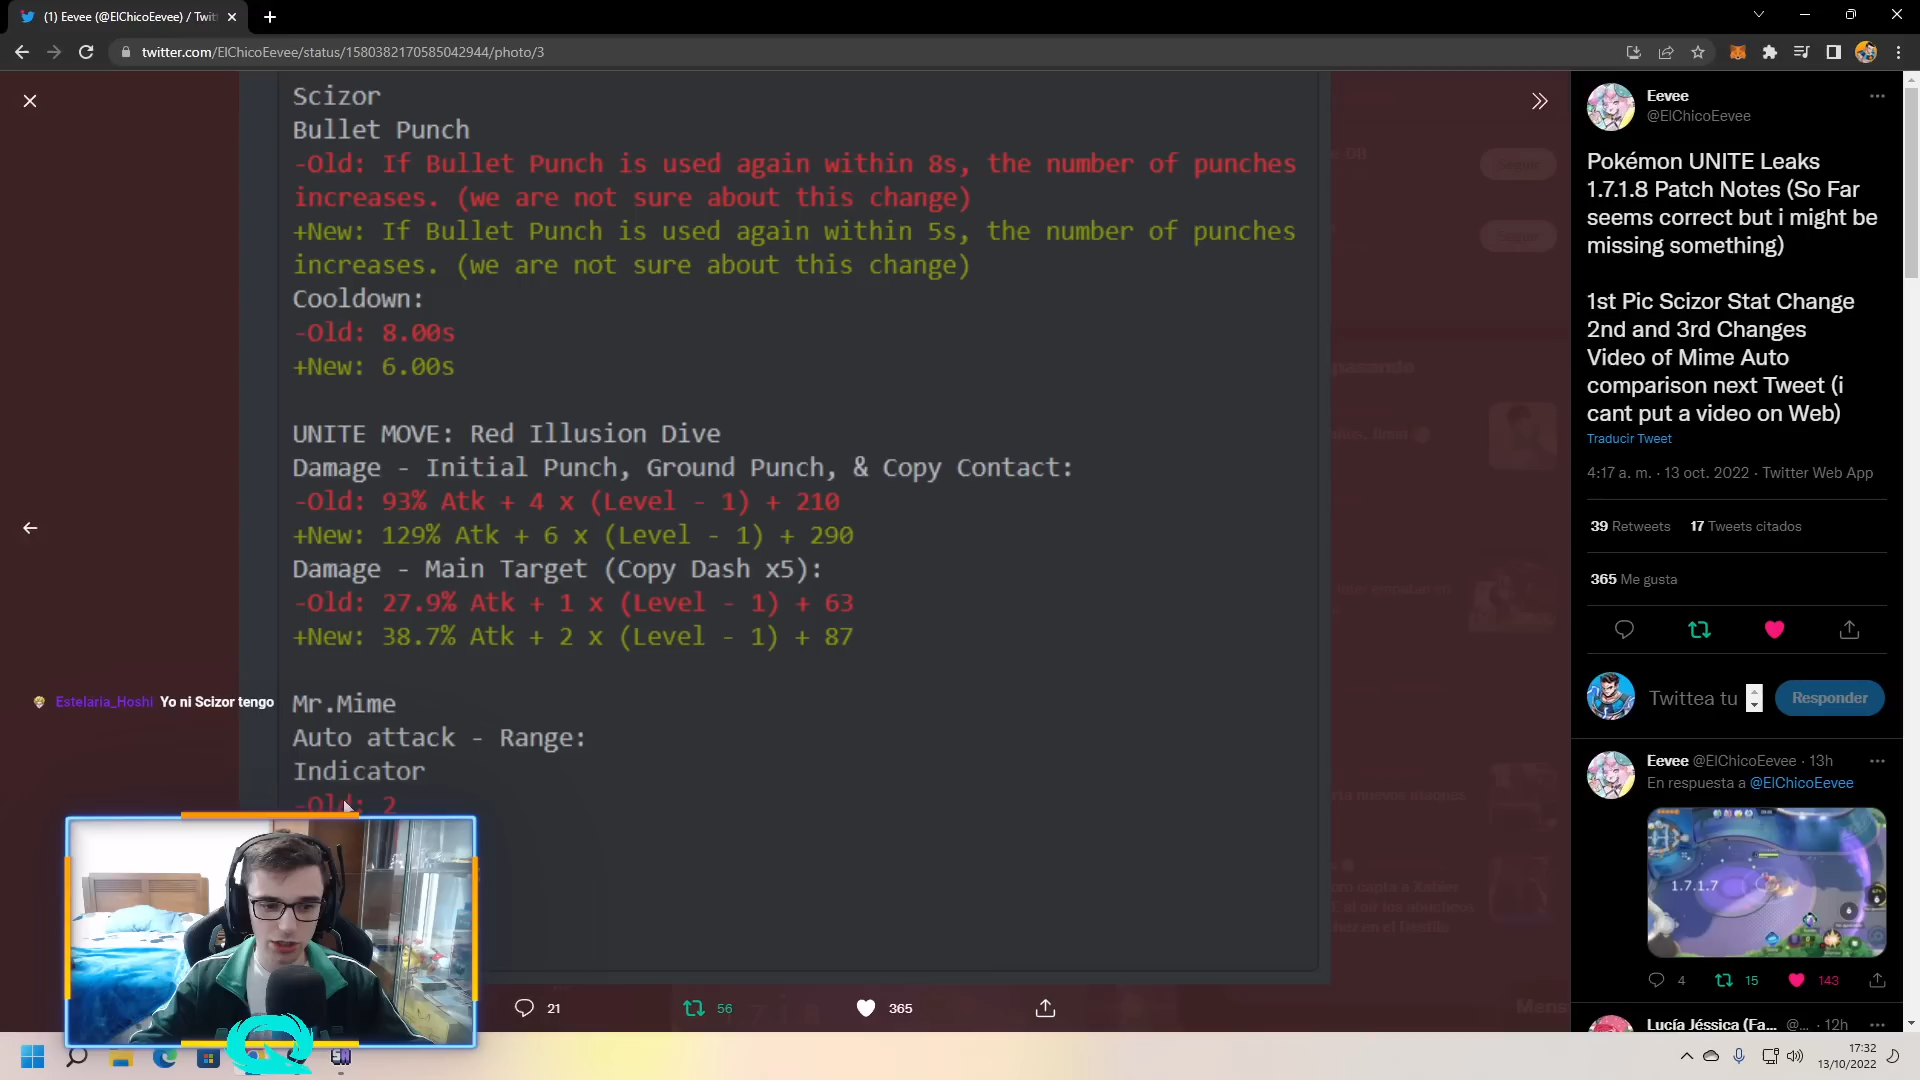 (1) Eevee (@ElChicoEevee) / Twit
twitter.com/ElChicoEevee/status/1580382170585042944/photo/3
Scizor
Bullet Punch
-Old: If Bullet Punch is used again within 8s, the number of punches
increases. (we are not sure about this change)
+New: If Bullet Punch is used again within 5s, the number of punches
increases. (we are not sure about this change)
Cooldown:
-Old: 8.00s
+New: 6.00s
UNITE MOVE: Red Illusion Dive
Damage - Initial Punch, Ground Punch, & Copy Contact:
-Old: 93% Atk + 4 x (Level - 1) + 210
+New: 129% Atk + 6 x (Level - 1) + 290
Damage - Main Target (Copy Dash x5):
-Old: 27.9% Atk + 1 x (Level - 1) + 63
+New: 38.7% Atk + 2 x (Level - 1) + 87
Mr.Mime
Auto attack - Range:
Indicator
-Old: 2
Estelaria_Hoshi Yo ni Scizor tengo
21
56
365
pasando
Eevee
@ElChicoEevee
Pokémon UNITE Leaks
1.7.1.8 Patch Notes (So Far
seems correct but i might be
missing something)
1st Pic Scizor Stat Change
2nd and 3rd Changes
Video of Mime Auto
comparison next Tweet (i
cant put a video on Web)
Traducir Tweet
4:17 a. m. · 13 oct. 2022 · Twitter Web App
39 Retweets 17 Tweets citados
365 Me gusta
Twittea tu
Responder
Eevee @ElChicoEevee · 13h
En respuesta a @ElChicoEevee
1.7.1.7
4
15
143
Lucía Jéssica (Fa... @... · 12h
17:32
13/10/2022